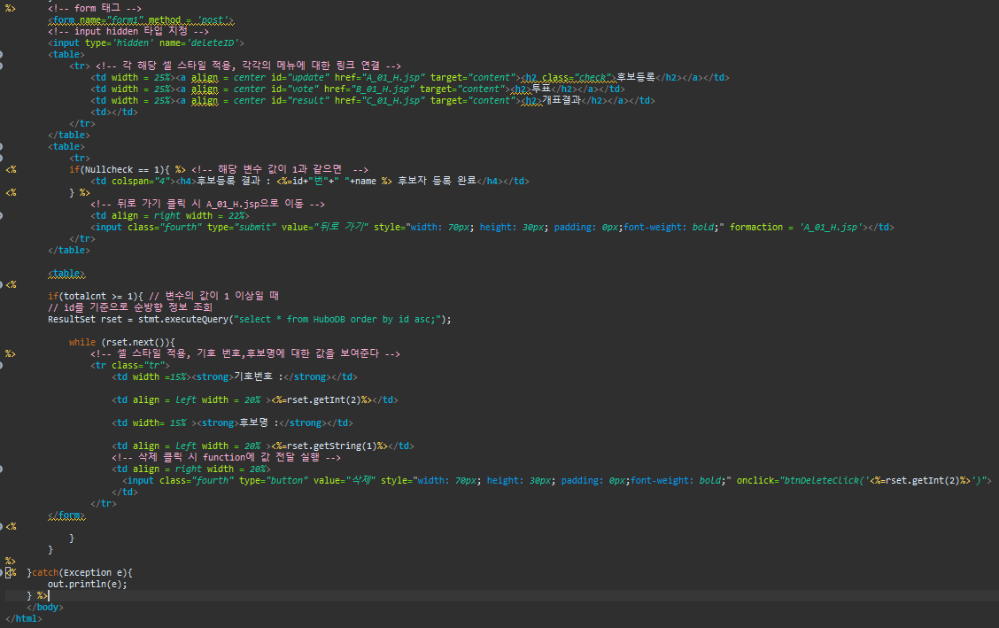 %> <!-- form 태그 -->
<form name="form1" method = 'post'>
<!-- input hidden 타입 지정 -->
<input type='hidden' name='deleteID'>
<table>
<tr> <!-- 각 해당 셀 스타일 적용, 각각의 메뉴에 대한 링크 연결 -->
<td width = 25%><a align = center id="update" href="A_01_H.jsp" target="content"><h2 class="check">후보등록</h2></a></td>
<td width = 25%><a align = center id="vote" href="B_01_H.jsp" target="content"><h2>투표</h2></a></td>
<td width = 25%><a align = center id="result" href="C_01_H.jsp" target="content"><h2>개표결과</h2></a></td>
<td></td>
</tr>
</table>
<table>
<tr>
<% if(Nullcheck == 1){ %> <!-- 해당 변수 값이 1과 같으면  -->
<td colspan="4"><h4>후보등록 결과 : <%=id+"번"+" "+name %> 후보자 등록 완료</h4></td>
<% } %>
<!-- 뒤로 가기 클릭 시 A_01_H.jsp으로 이동 -->
<td align = right width = 22%>
<input class="fourth" type="submit" value="뒤로 가기" style="width: 70px; height: 30px; padding: 0px;font-weight: bold;" formaction = 'A_01_H.jsp'></td>
</tr>
</table>
<table>
<%
if(totalcnt >= 1){ // 변수의 값이 1 이상일 때
// id를 기준으로 순방향 정보 조회
ResultSet rset = stmt.executeQuery("select * from HuboDB order by id asc;");
while (rset.next()){
%> <!-- 셀 스타일 적용, 기호 번호,후보명에 대한 값을 보여준다 -->
<tr class="tr">
<td width =15%><strong>기호번호 :</strong></td>
<td align = left width = 20% ><%=rset.getInt(2)%></td>
<td width= 15% ><strong>후보명 :</strong></td>
<td align = left width = 20% ><%=rset.getString(1)%></td>
<!-- 삭제 클릭 시 function에 값 전달 실행 -->
<td align = right width = 20%>
<input class="fourth" type="button" value="삭제" style="width: 70px; height: 30px; padding: 0px;font-weight: bold;" onclick="btnDeleteClick('<%=rset.getInt(2)%>')">
</td>
</tr>
</form>
<%
}
}
%>
<% }catch(Exception e){
out.println(e);
} %>
</body>
</html>